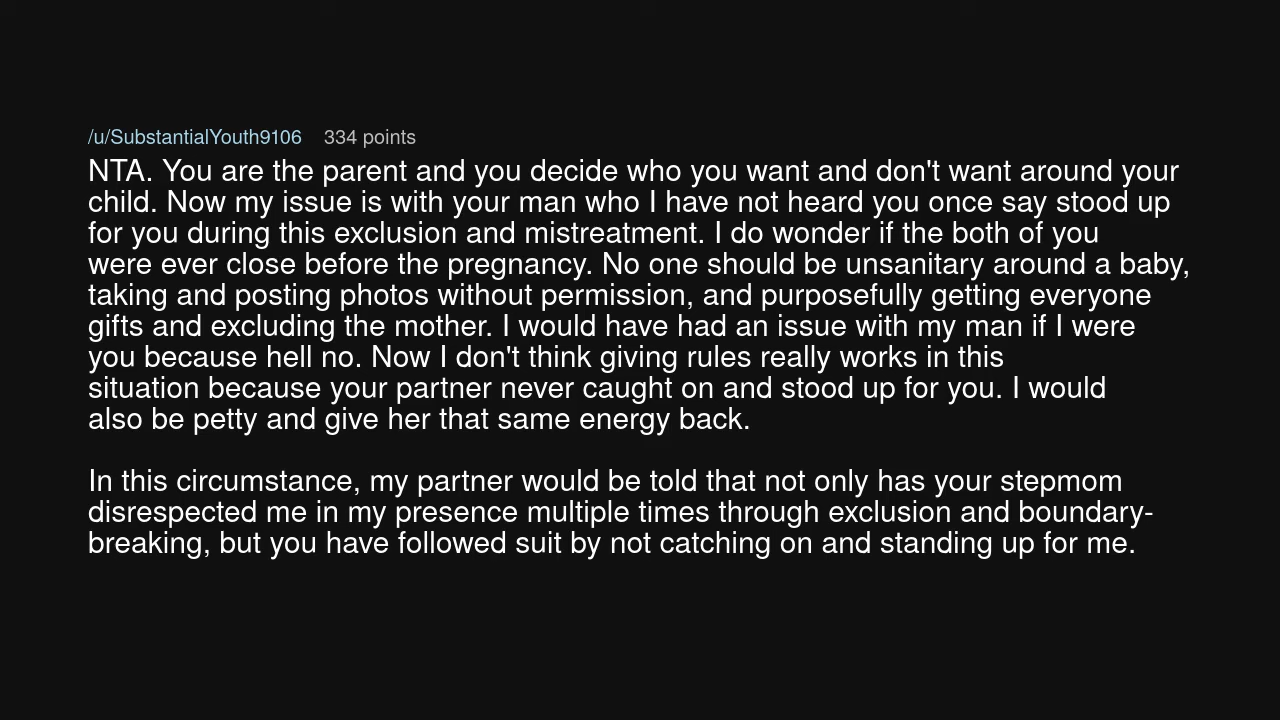 /u/SubstantialYouth9106 334 points
NTA. You are the parent and you decide who you want and don't want around your
child. Now my issue is with your man who I have not heard you once say stood up
for you during this exclusion and mistreatment. I do wonder if the both of you
were ever close before the pregnancy. No one should be unsanitary around a baby,
taking and posting photos without permission, and purposefully getting everyone
gifts and excluding the mother. I would have had an issue with my man if I were
you because hell no. Now I don't think giving rules really works in this
situation because your partner never caught on and stood up for you. I would
also be petty and give her that same energy back.
In this circumstance, my partner would be told that not only has your stepmom
disrespected me in my presence multiple times through exclusion and boundary-
breaking, but you have followed suit by not catching on and standing up for me.